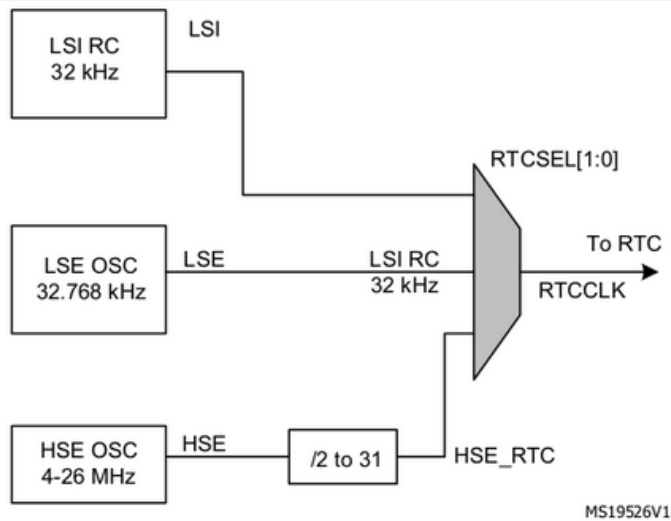 LSI RC
32 kHz
LSI
RTCSEL[1:0]
LSE OSC
32.768 kHz
LSE
LSI RC
32 kHz
To RTC
RTCCLK
HSE OSC
4-26 MHz
HSE
/2 to 31
HSE_RTC
MS19526V1